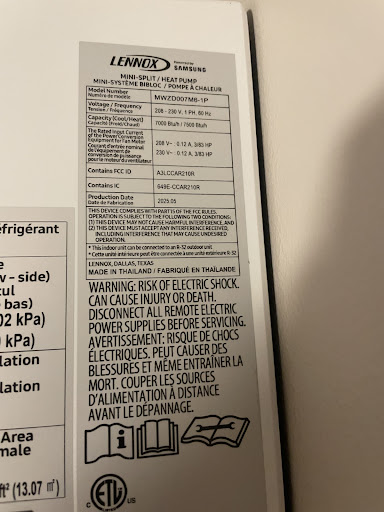 LENNOX
Powered by
SAMSUNG
MINI-SPLIT / HEAT PUMP
MINI-SYSTÈME BIBLOC / POMPE À CHALEUR
Model Number
Numéro de modèle
MWZD007M8-1P
Voltage / Frequency
Tension / Fréquence
208 - 230 V, 1 PH, 60 Hz
Capacity (Cool/Heat)
Capacité (Froid/Chaud)
7000 Btu/h / 7500 Btu/h
The Rated Input Current
of the Power Conversion
Equipment for Fan Motor
Courant d'entrée nominal
de l'équipement de
conversion de puissance
pour le moteur du ventilateur
208 V~ : 0.12 A, 3/83 HP
230 V~ : 0.12 A, 3/83 HP
Contains FCC ID
A3LCCAR210R
Contains IC
649E-CCAR210R
Production Date
Date de Fabrication
2025.05
THIS DEVICE COMPLIES WITH PART15 OF THE FCC RULES.
OPERATION IS SUBJECT TO THE FOLLOWING TWO CONDITIONS:
(1) THIS DEVICE MAY NOT CAUSE HARMFUL INTERFERENCE, AND
(2) THIS DEVICE MUST ACCEPT ANY INTERFERENCE RECEIVED,
INCLUDING INTERFERENCE THAT MAY CAUSE UNDESIRED
OPERATION.
* This indoor unit can be connected to an R-32 outdoor unit
* Cette unité intérieure peut être connectée à une unité extérieure R-32
LENNOX, DALLAS, TEXAS
MADE IN THAILAND / FABRIQUÉ EN THAÏLANDE
WARNING: RISK OF ELECTRIC SHOCK.
CAN CAUSE INJURY OR DEATH.
DISCONNECT ALL REMOTE ELECTRIC
POWER SUPPLIES BEFORE SERVICING.
AVERTISSEMENT: RISQUE DE CHOCS
ÉLECTRIQUES. PEUT CAUSER DES
BLESSURES ET MÊME ENTRAÎNER LA
MORT. COUPER LES SOURCES
D'ALIMENTATION À DISTANCE
AVANT LE DÉPANNAGE.
i
C ETL US
éfrigérant
e
w - side)
cul
bas)
02 kPa)
kPa)
lation
lation
Area
male
ft² (13.07 ㎡)